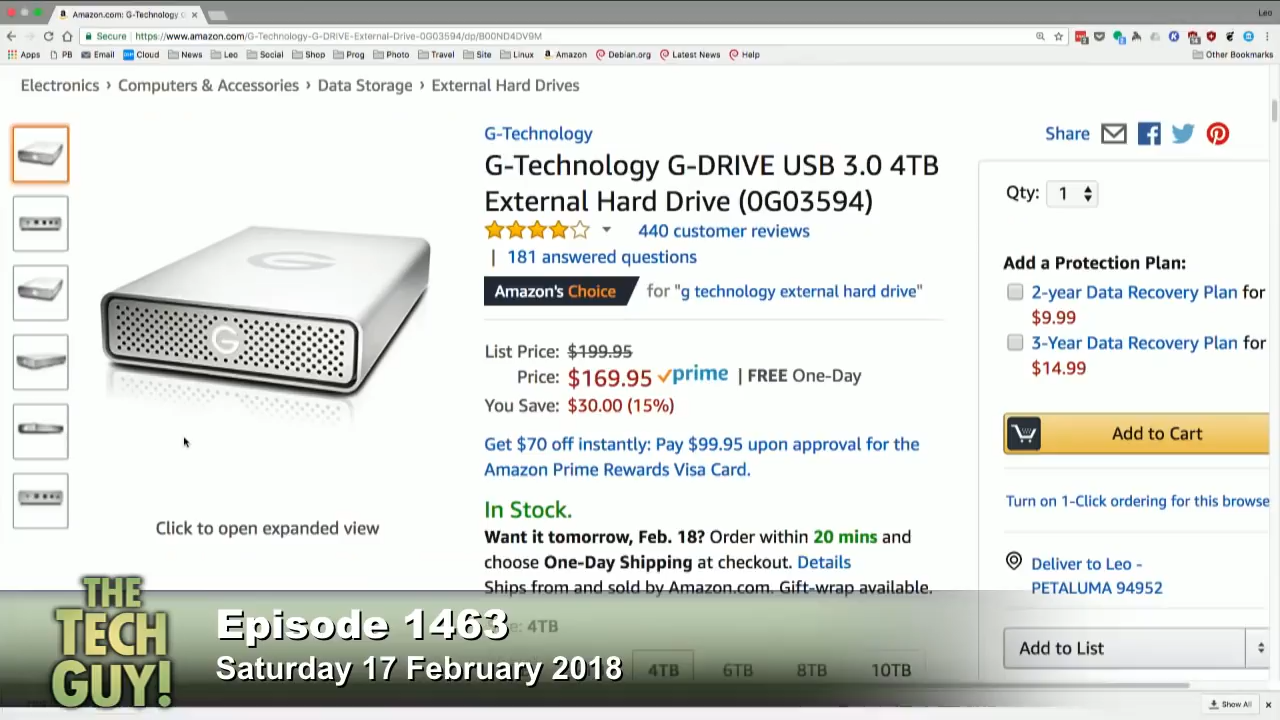 Amazon.com: G-Technology G
Leo
Secure
https://www.amazon.com/G-Technology-G-DRIVE-External-Drive-0G03594/dp/B00ND4DV9M
Apps PB Email Cloud News Leo Social Shop Prog Photo Travel Site Linux Amazon Debian.org Latest News Help Other Bookmarks
Electronics › Computers & Accessories › Data Storage › External Hard Drives
G-Technology
Share
G-Technology G-DRIVE USB 3.0 4TB
External Hard Drive (0G03594)
440 customer reviews
| 181 answered questions
Amazon's Choice for "g technology external hard drive"
List Price: $199.95
Price: $169.95 prime | FREE One-Day
You Save: $30.00 (15%)
Get $70 off instantly: Pay $99.95 upon approval for the
Amazon Prime Rewards Visa Card.
In Stock.
Want it tomorrow, Feb. 18? Order within 20 mins and
choose One-Day Shipping at checkout. Details
Ships from and sold by Amazon.com. Gift-wrap available.
4TB
4TB 6TB 8TB 10TB
Click to open expanded view
Qty: 1
Add a Protection Plan:
2-year Data Recovery Plan for
$9.99
3-Year Data Recovery Plan for
$14.99
Add to Cart
Turn on 1-Click ordering for this browse
Deliver to Leo -
PETALUMA 94952
Add to List
Show All
THE
TECH
GUY!
Episode 1463
Saturday 17 February 2018